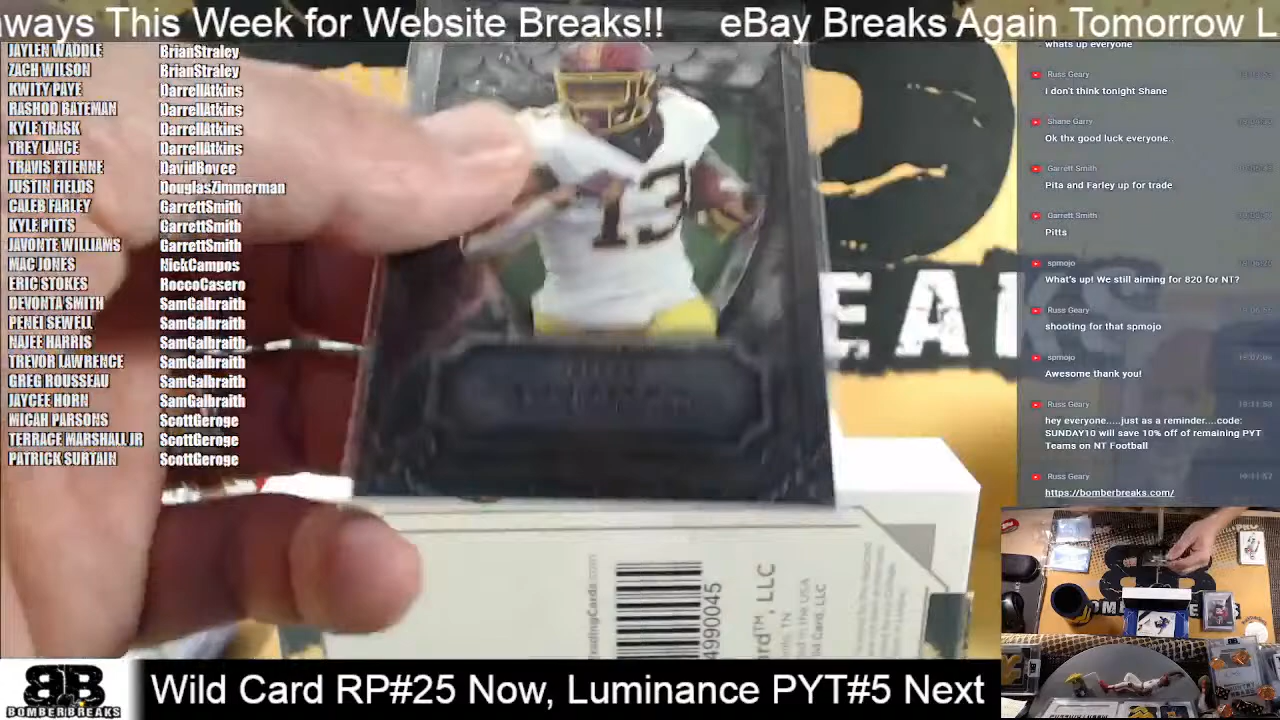 ways This Week for Website Breaks!! eBay Breaks Again Tomorrow L
JAYLEN WADDLE BrianStraley
ZACH WILSON BrianStraley
KWITY PAYE DarrellAtkins
RASHOD BATEMAN DarrellAtkins
KYLE TRASK DarrellAtkins
TREY LANCE DarrellAtkins
TRAVIS ETIENNE DavidBovee
JUSTIN FIELDS DouglasZimmerman
CALEB FARLEY GarrettSmith
KYLE PITTS GarrettSmith
JAVONTE WILLIAMS GarrettSmith
MAC JONES NickCampos
ERIC STOKES RoccoCasero
DEVONTA SMITH SamGalbraith
PENEI SEWELL SamGalbraith
NAJEE HARRIS SamGalbraith
TREVOR LAWRENCE SamGalbraith
GREG ROUSSEAU SamGalbraith
JAYCEE HORN SamGalbraith
MICAH PARSONS ScottGeroge
TERRACE MARSHALL JR ScottGeroge
PATRICK SURTAIN ScottGeroge
13
EA
4990045
LLC
whats up everyone
Russ Geary
i don't think tonight Shane
Shane Garry
Ok thx good luck everyone..
Garrett Smith
Pita and Farley up for trade
Garrett Smith
Pitts
spmojo
What's up! We still aiming for 820 for NT?
Russ Geary
shooting for that spmojo
spmojo
Awesome thank you!
Russ Geary
hey everyone.....just as a reminder....code:
SUNDAY10 will save 10% off of remaining PYT
Teams on NT Football
Russ Geary
https://bomberbreaks.com/
BB
BOMBERBREAKS
Wild Card RP#25 Now, Luminance PYT#5 Next